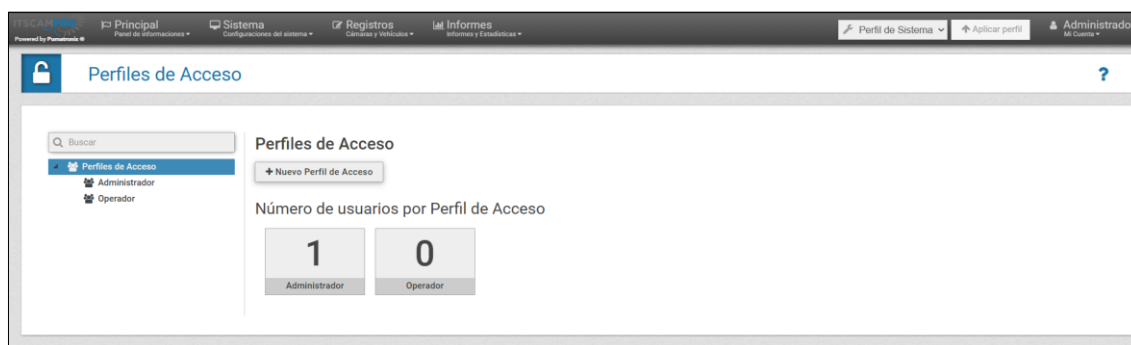 ITSCAMPRO
Powered by Pumatronix ®
Principal
Panel de informaciones
Sistema
Configuraciones del sistema
Registros
Cámaras y Vehículos
Informes
Informes y Estadísticas
Perfil de Sistema
Aplicar perfil
Administrado
Mi Cuenta
Perfiles de Acceso
?
Buscar
Perfiles de Acceso
Administrador
Operador
Perfiles de Acceso
+ Nuevo Perfil de Acceso
Número de usuarios por Perfil de Acceso
1
Administrador
0
Operador